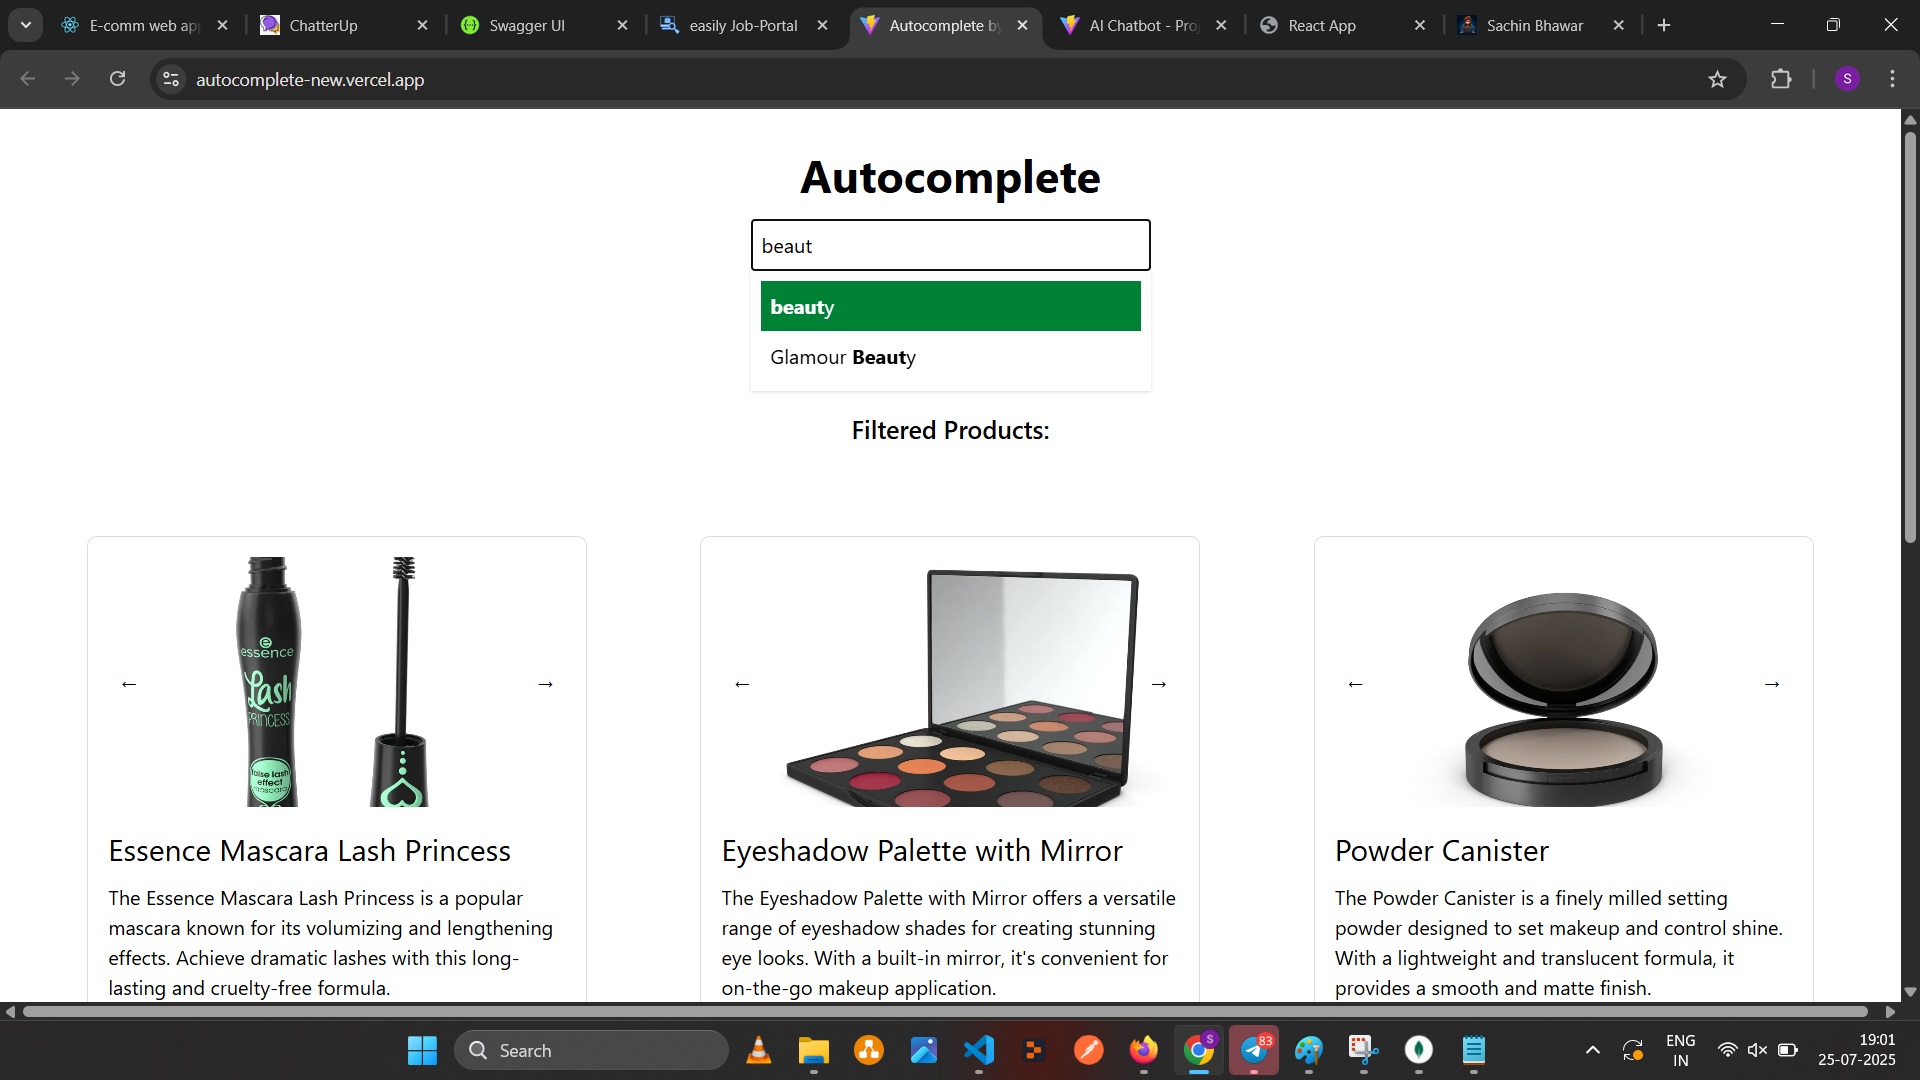 E-comm web ap
ChatterUp
Swagger UI
easily Job-Portal
Autocomplete by
AI Chatbot - Proj
React App
Sachin Bhawar
autocomplete-new.vercel.app
S
Autocomplete
beaut
beauty
Glamour Beauty
Filtered Products:
essence
Lash
PRINCESS
false lash
effect
mascara
← →
← →
← →
Essence Mascara Lash Princess
The Essence Mascara Lash Princess is a popular
mascara known for its volumizing and lengthening
effects. Achieve dramatic lashes with this long-
lasting and cruelty-free formula.
Eyeshadow Palette with Mirror
The Eyeshadow Palette with Mirror offers a versatile
range of eyeshadow shades for creating stunning
eye looks. With a built-in mirror, it's convenient for
on-the-go makeup application.
Powder Canister
The Powder Canister is a finely milled setting
powder designed to set makeup and control shine.
With a lightweight and translucent formula, it
provides a smooth and matte finish.
Search
S
83
ENG
IN
19:01
25-07-2025